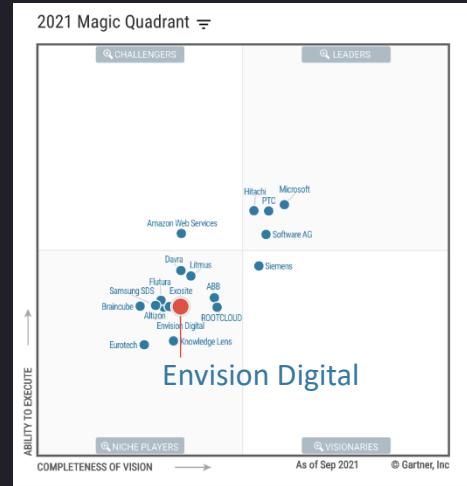 2021 Magic Quadrant
CHALLENGERS
LEADERS
Hitachi
Microsoft
PTC
Amazon Web Services
Software AG
Davra
Litmus
Siemens
Flutura
Samsung SDS
Exosite
ABB
Braincube
Altizon
ROOTCLOUD
Envision Digital
Eurotech
Knowledge Lens
Envision Digital
ABILITY TO EXECUTE
NICHE PLAYERS
VISIONARIES
COMPLETENESS OF VISION
As of Sep 2021
© Gartner, Inc